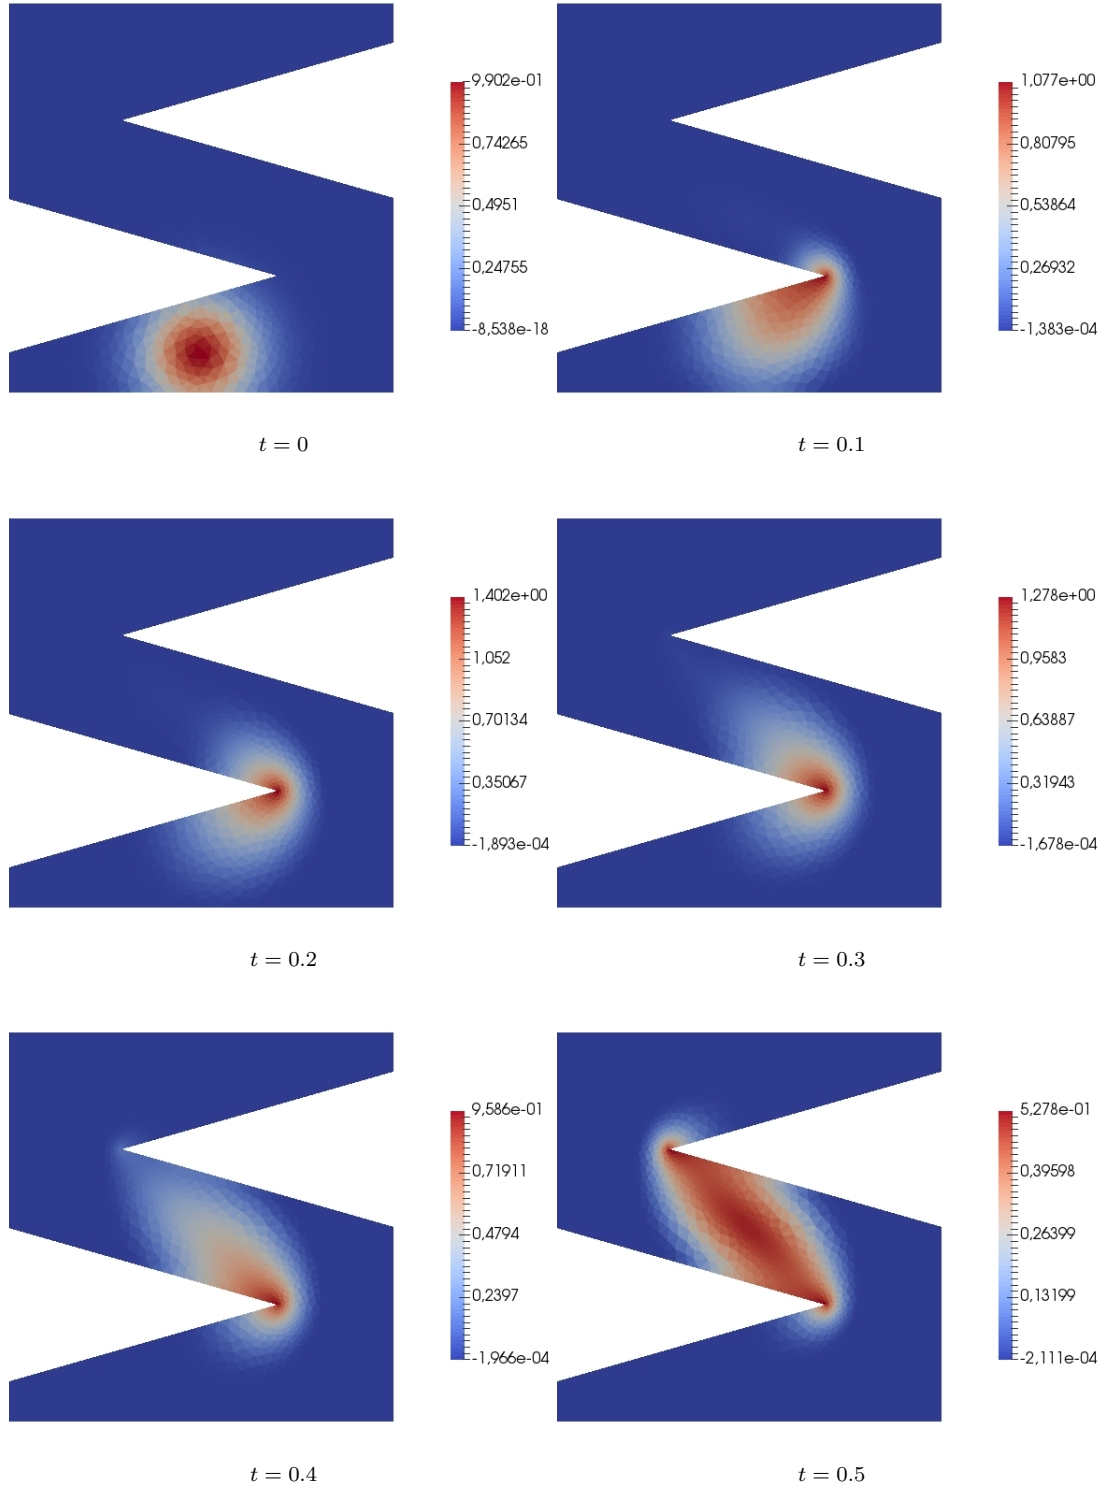 9,902e-01
0,74265
0,4951
0,24755
-8,538e-18
t = 0
1,077e+00
0,80795
0,53864
0,26932
-1,383e-04
t = 0.1
1,402e+00
1,052
0,70134
0,35067
-1,893e-04
t = 0.2
1,278e+00
0,9583
0,63887
0,31943
-1,678e-04
t = 0.3
9,586e-01
0,71911
0,4794
0,2397
-1,966e-04
t = 0.4
5,278e-01
0,39598
0,26399
0,13199
-2,111e-04
t = 0.5